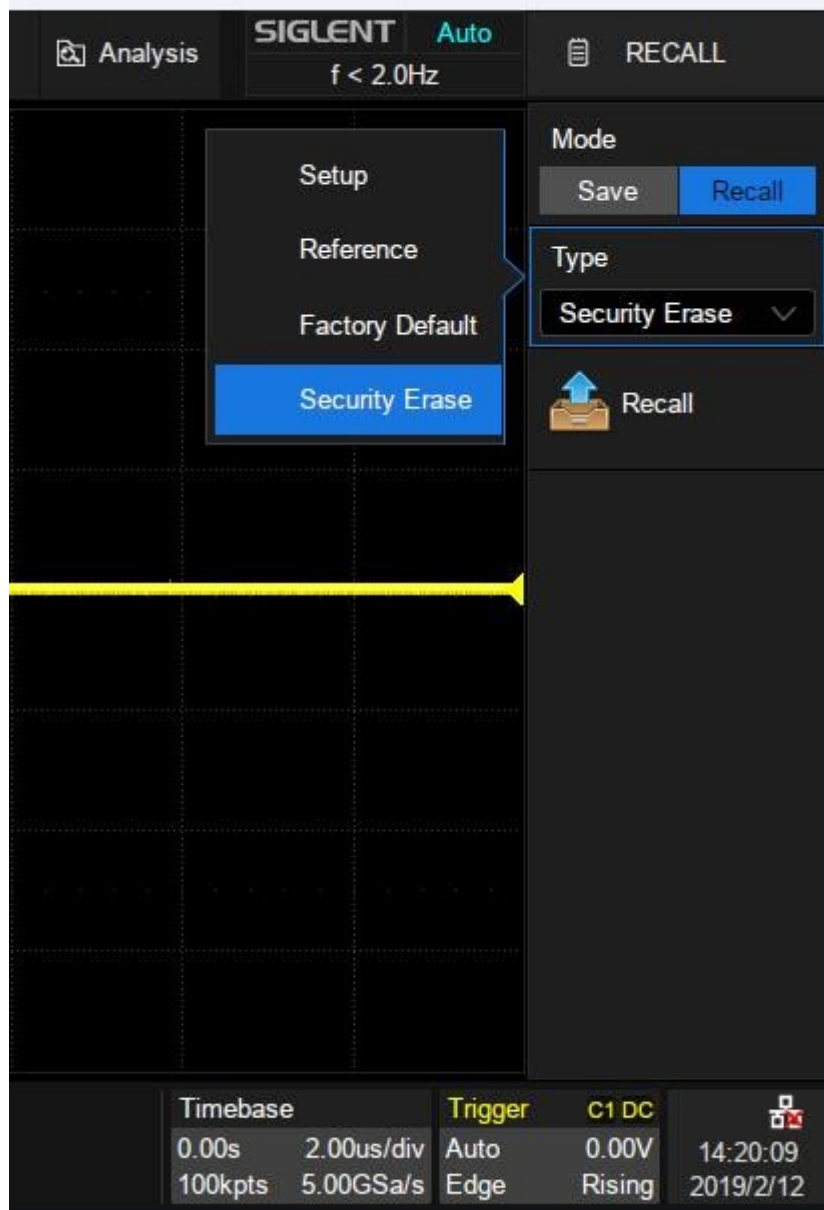 Analysis
SIGLENT Auto
f < 2.0Hz
RECALL
Mode
Save Recall
Type
Security Erase
Recall
Setup
Reference
Factory Default
Security Erase
Timebase
0.00s 2.00us/div
100kpts 5.00GSa/s
Trigger C1 DC
Auto 0.00V
Edge Rising
14:20:09
2019/2/12